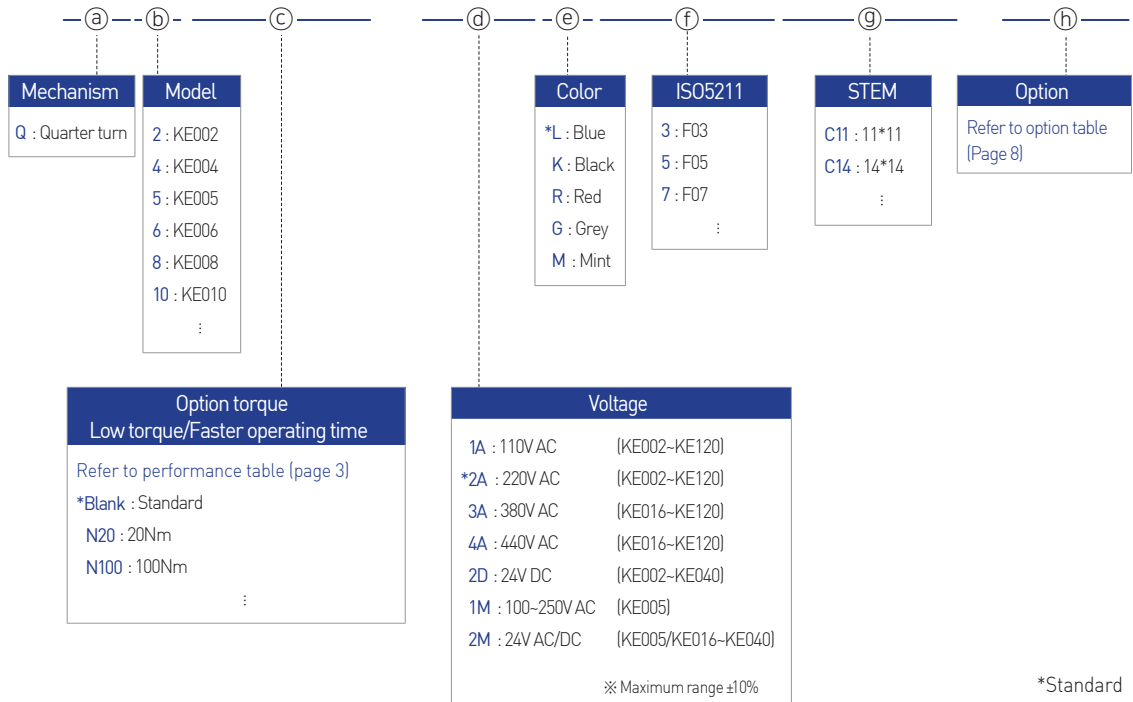 ⓐ ⓑ ⓒ ⓓ ⓔ ⓕ ⓖ ⓗ
Mechanism
Q : Quarter turn
Model
2 : KE002
4 : KE004
5 : KE005
6 : KE006
8 : KE008
10 : KE010
⋮
Color
*L : Blue
K : Black
R : Red
G : Grey
M : Mint
ISO5211
3 : F03
5 : F05
7 : F07
⋮
STEM
C11 : 11*11
C14 : 14*14
⋮
Option
Refer to option table
(Page 8)
Option torque
Low torque/Faster operating time
Refer to performance table (page 3)
*Blank : Standard
N20 : 20Nm
N100 : 100Nm
⋮
Voltage
1A : 110V AC (KE002~KE120)
*2A : 220V AC (KE002~KE120)
3A : 380V AC (KE016~KE120)
4A : 440V AC (KE016~KE120)
2D : 24V DC (KE002~KE040)
1M : 100~250V AC (KE005)
2M : 24V AC/DC (KE005/KE016~KE040)
※ Maximum range ±10%
*Standard